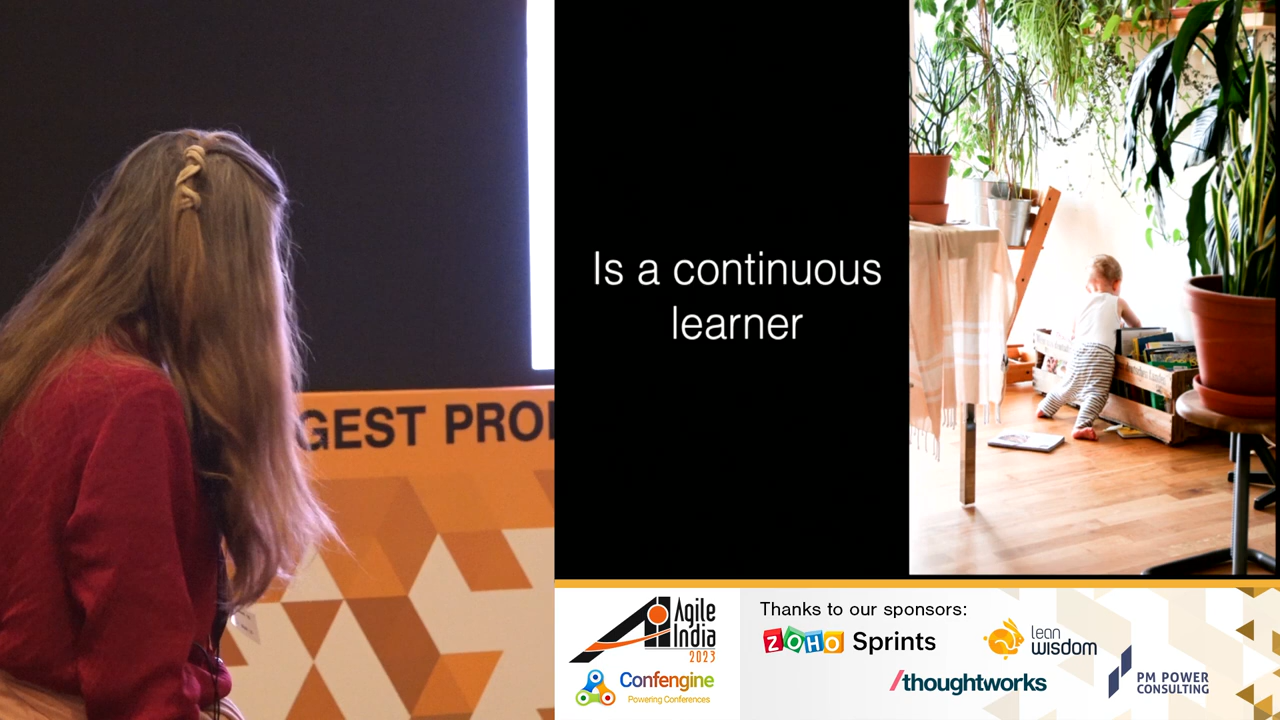 GEST PRO
Is a continuous
learner
Agile
India
2023
Confengine
Powering Conferences
Thanks to our sponsors:
ZOHO Sprints
lean
wisdom
/thoughtworks
PM POWER
CONSULTING